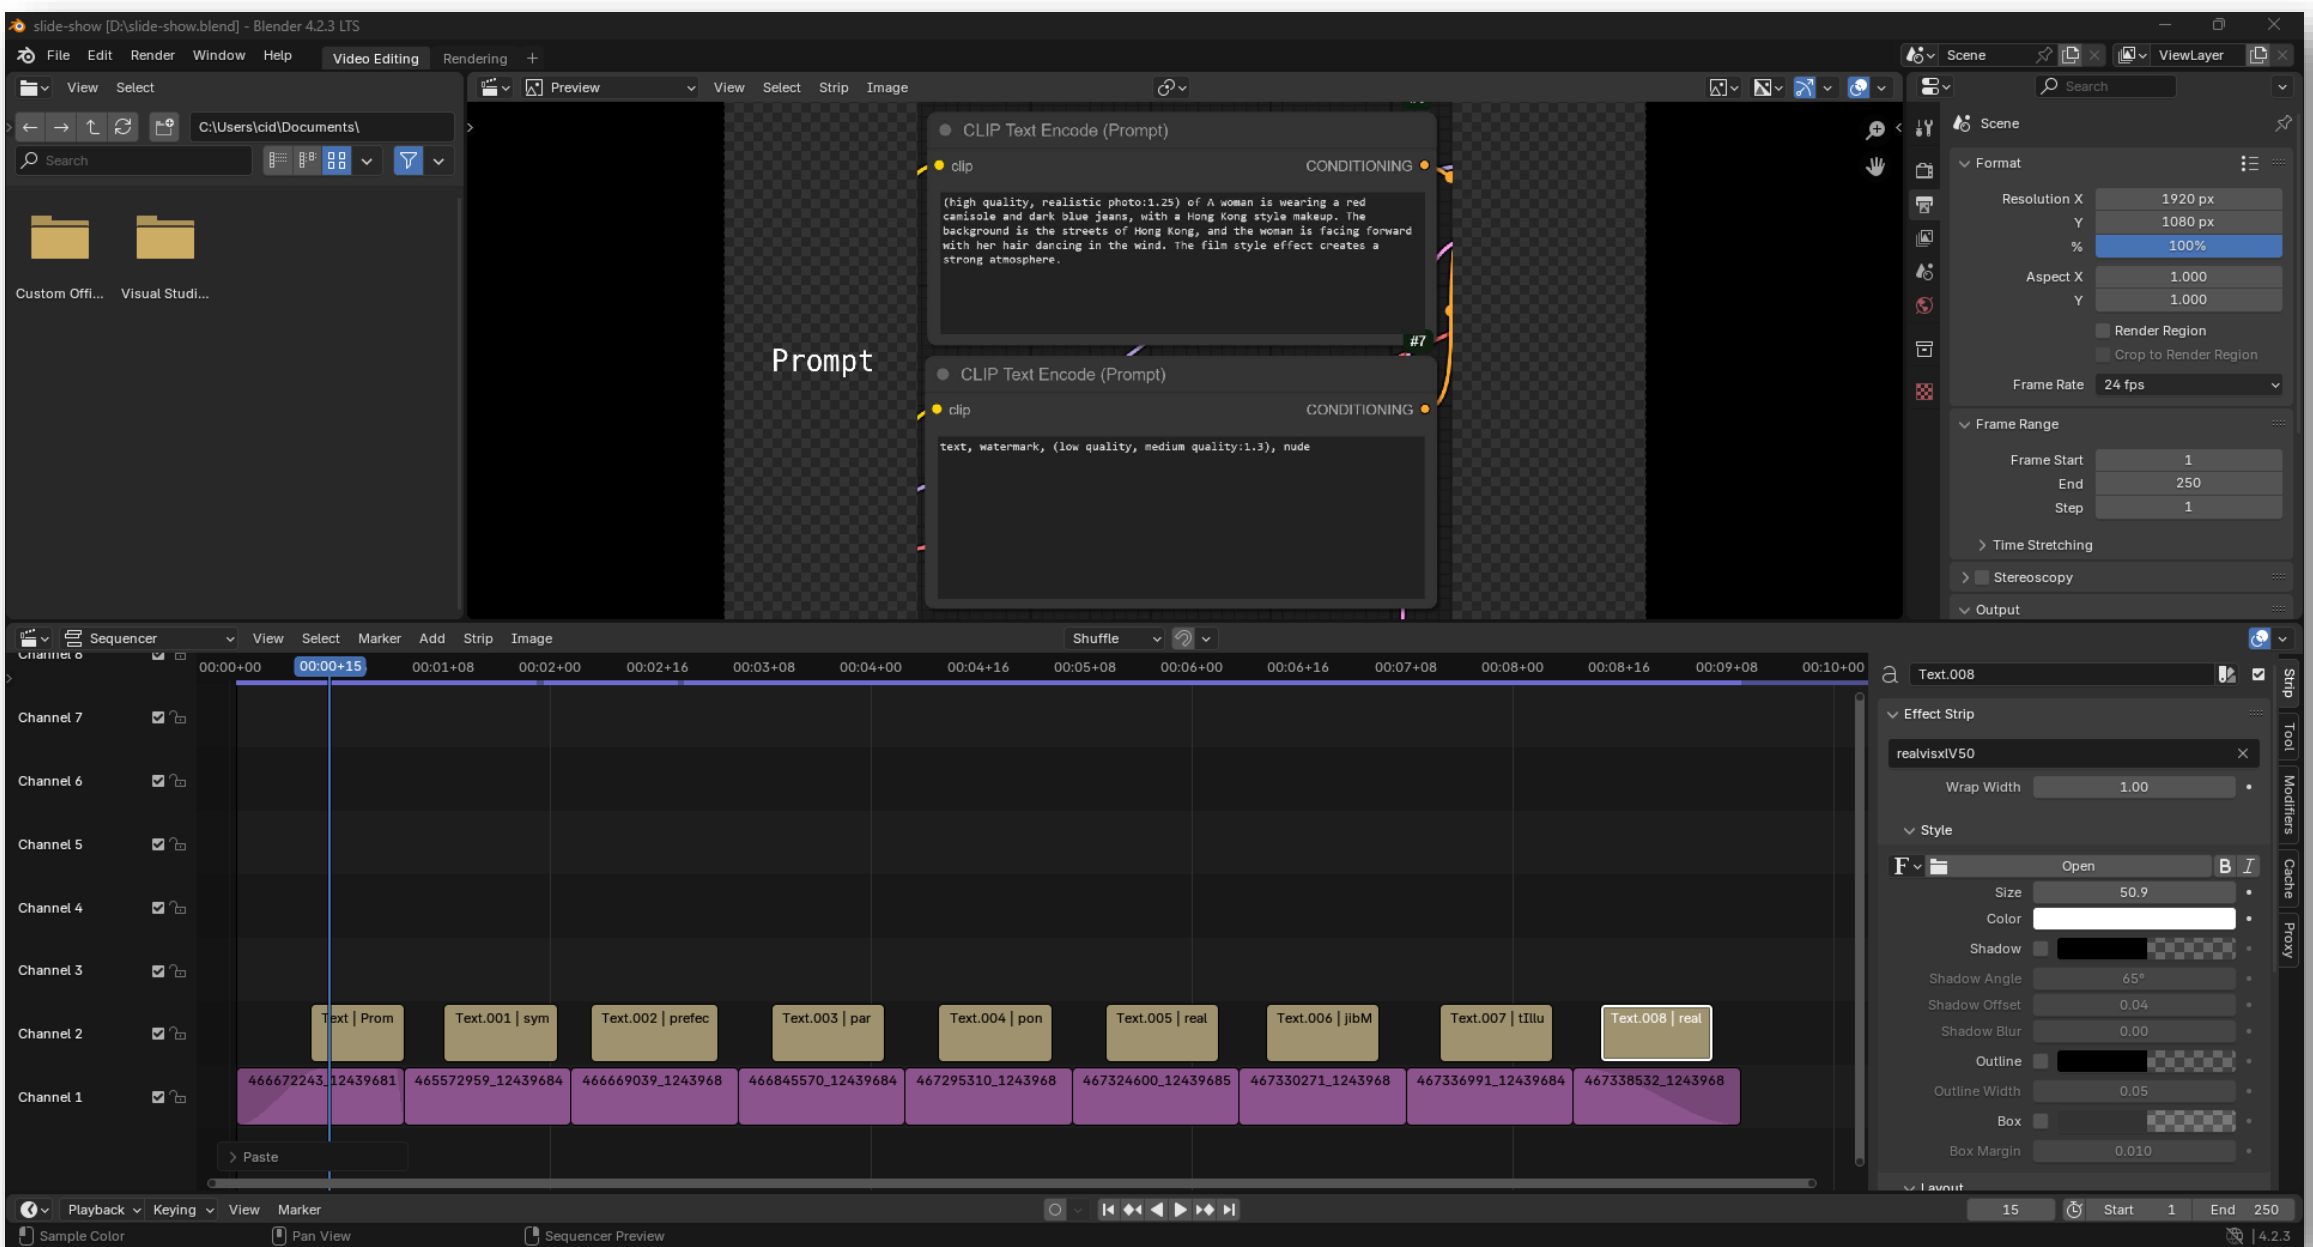 slide-show [D:\slide-show.blend] - Blender 4.2.3 LTS
File Edit Render Window Help Video Editing Rendering + Scene ViewLayer
View Select Preview View Select Strip Image Search
C:\Users\cid\Documents\
Search
Custom Offi... Visual Studi...
CLIP Text Encode (Prompt)
clip CONDITIONING
(high quality, realistic photo:1.25) of A woman is wearing a red
camisole and dark blue jeans, with a Hong Kong style makeup. The
background is the streets of Hong Kong, and the woman is facing forward
with her hair dancing in the wind. The film style effect creates a
strong atmosphere.
#7
Prompt
CLIP Text Encode (Prompt)
clip CONDITIONING
text, watermark, (low quality, medium quality:1.3), nude
Scene
Format
Resolution X 1920 px
Y 1080 px
% 100%
Aspect X 1.000
Y 1.000
Render Region
Crop to Render Region
Frame Rate 24 fps
Frame Range
Frame Start 1
End 250
Step 1
Time Stretching
Stereoscopy
Output
Sequencer View Select Marker Add Strip Image Shuffle
00:00+00 00:00+15 00:01+08 00:02+00 00:02+16 00:03+08 00:04+00 00:04+16 00:05+08 00:06+00 00:06+16 00:07+08 00:08+00 00:08+16 00:09+08 00:10+00
Channel 8
Channel 7
Channel 6
Channel 5
Channel 4
Channel 3
Channel 2
Text | Prom Text.001 | sym Text.002 | prefec Text.003 | par Text.004 | pon Text.005 | real Text.006 | jibM Text.007 | tIllu Text.008 | real
Channel 1
466672243_12439681 465572959_12439684 466669039_1243968 466845570_12439684 467295310_1243968 467324600_12439685 467330271_1243968 467336991_12439684 467338532_1243968
Paste
Text.008
Effect Strip
realvisxlV50
Wrap Width 1.00
Style
F Open B I
Size 50.9
Color
Shadow
Shadow Angle 65°
Shadow Offset 0.04
Shadow Blur 0.00
Outline
Outline Width 0.05
Box
Box Margin 0.010
Layout
Strip
Tool
Modifiers
Cache
Proxy
Playback Keying View Marker 15 Start 1 End 250
Sample Color Pan View Sequencer Preview 4.2.3